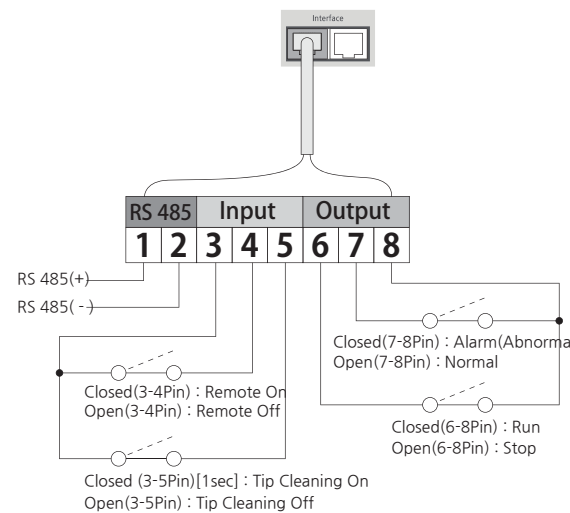 Interface
RS 485 Input Output
1 2 3 4 5 6 7 8
RS 485(+)
RS 485( - )
Closed(7-8Pin) : Alarm(Abnorma
Open(7-8Pin) : Normal
Closed(3-4Pin) : Remote On
Open(3-4Pin) : Remote Off
Closed(6-8Pin) : Run
Open(6-8Pin) : Stop
Closed (3-5Pin)[1sec] : Tip Cleaning On
Open(3-5Pin) : Tip Cleaning Off